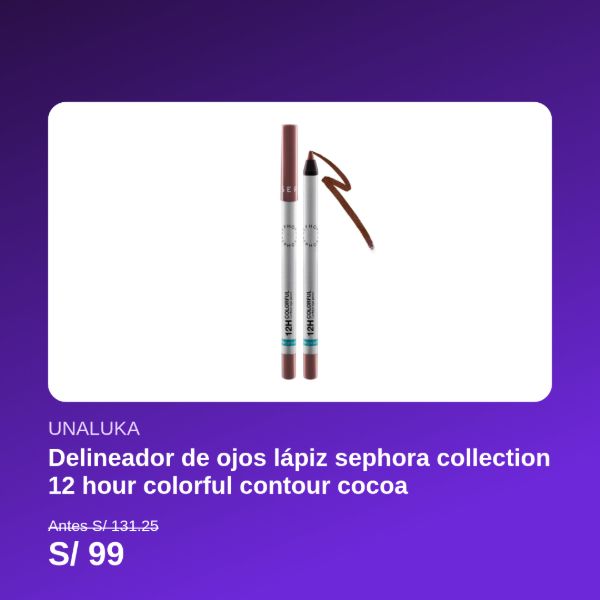 SEP
12H COLORFUL
12H COLORFUL
UNALUKA
Delineador de ojos lápiz sephora collection
12 hour colorful contour cocoa
Antes S/ 131.25
S/ 99